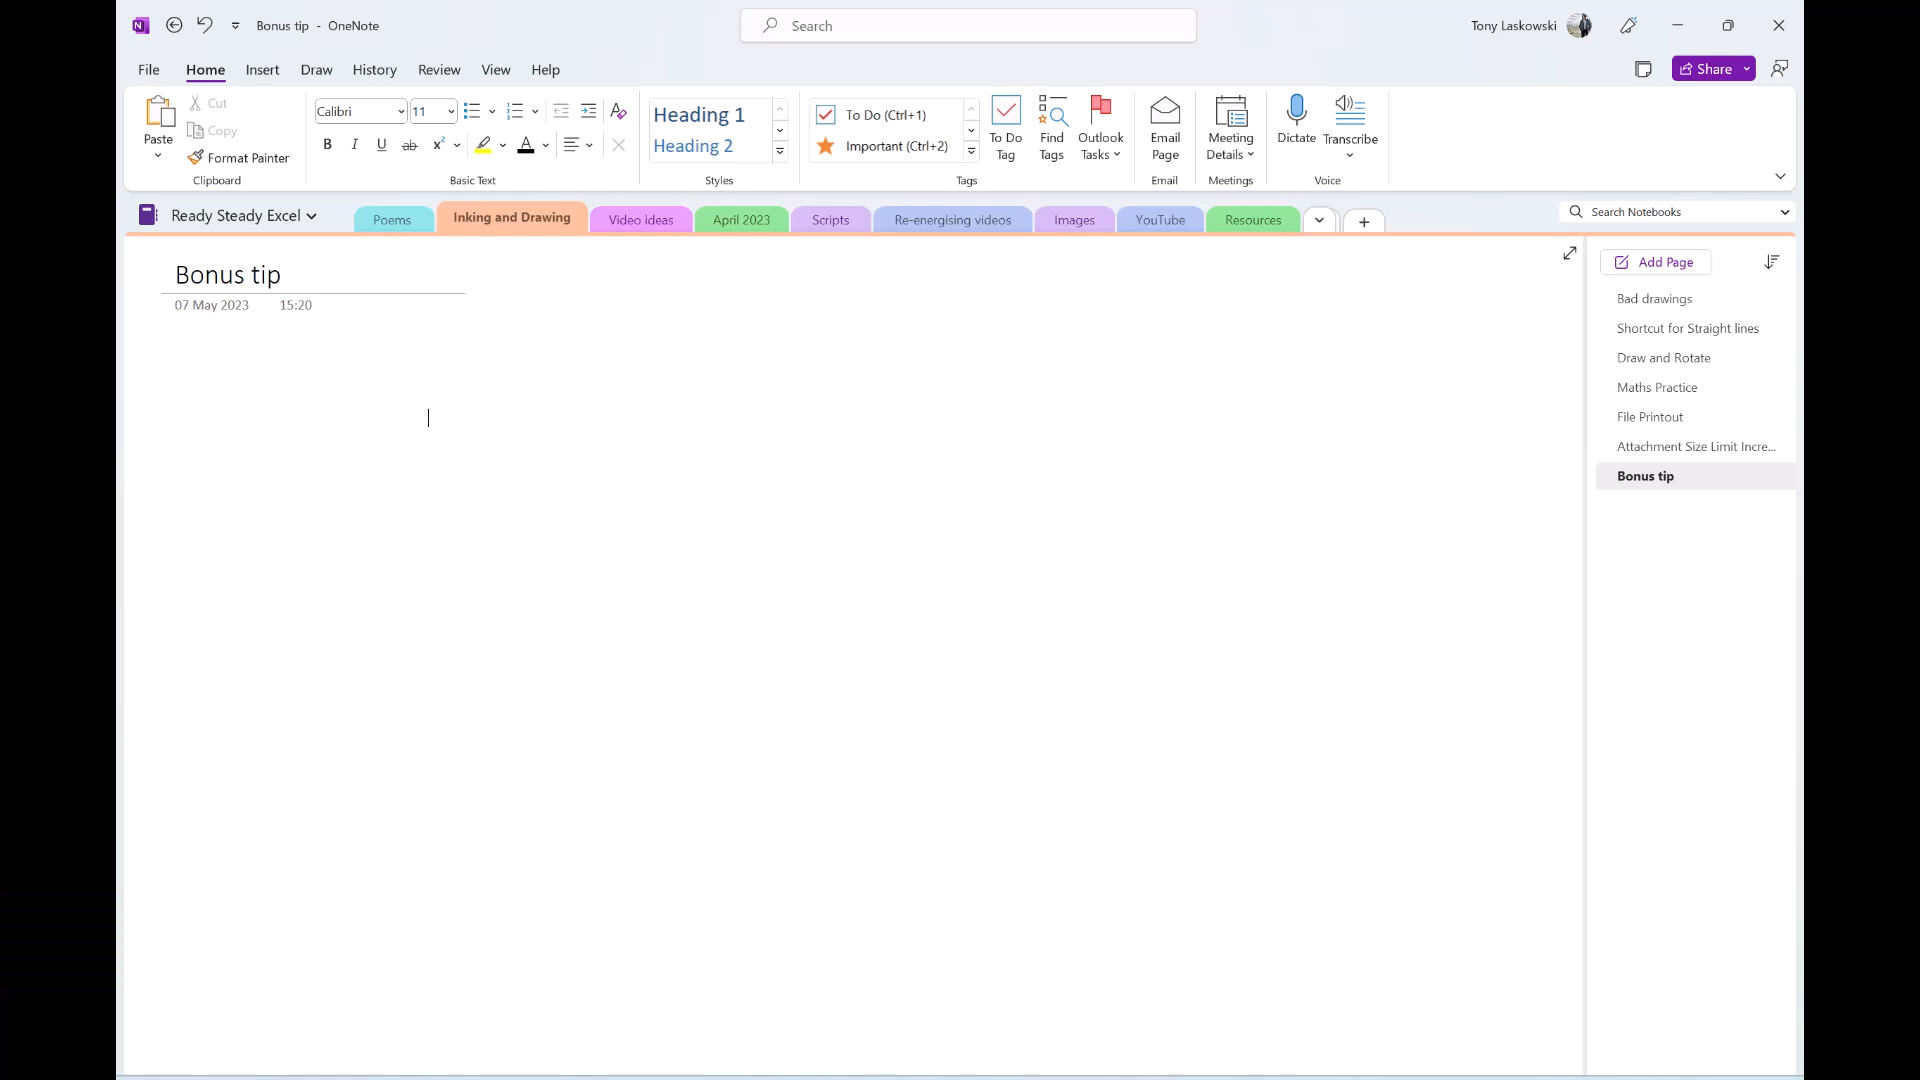 Bonus tip - OneNote
Search
Tony Laskowski
File Home Insert Draw History Review View Help
Share
Paste
Cut
Copy
Format Painter
Clipboard
Calibri 11
B I U ab x²
A
Basic Text
Heading 1
Heading 2
Styles
To Do (Ctrl+1)
Important (Ctrl+2)
To Do
Tag
Find
Tags
Outlook
Tasks
Tags
Email
Page
Email
Meeting
Details
Meetings
Dictate
Transcribe
Voice
Ready Steady Excel
Poems Inking and Drawing Video ideas April 2023 Scripts Re-energising videos Images YouTube Resources
Search Notebooks
Bonus tip
07 May 2023 15:20
Add Page
Bad drawings
Shortcut for Straight lines
Draw and Rotate
Maths Practice
File Printout
Attachment Size Limit Incre...
Bonus tip